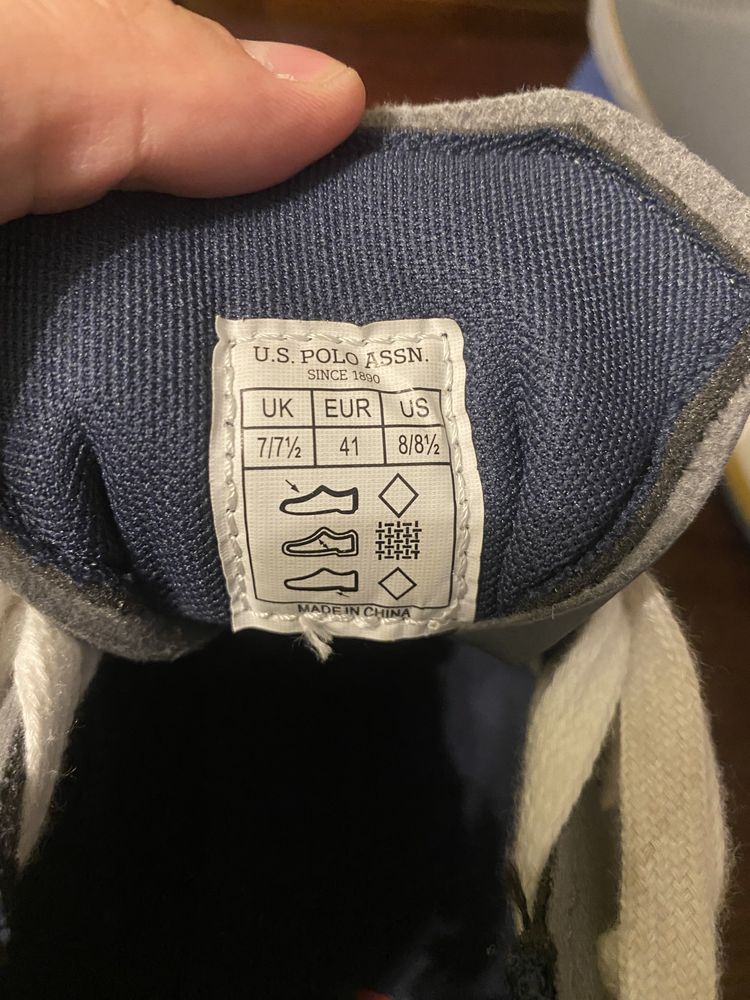 U.S. POLO ASSN.
SINCE 1890
UK EUR US
7/7½ 41 8/8½
MADE IN CHINA